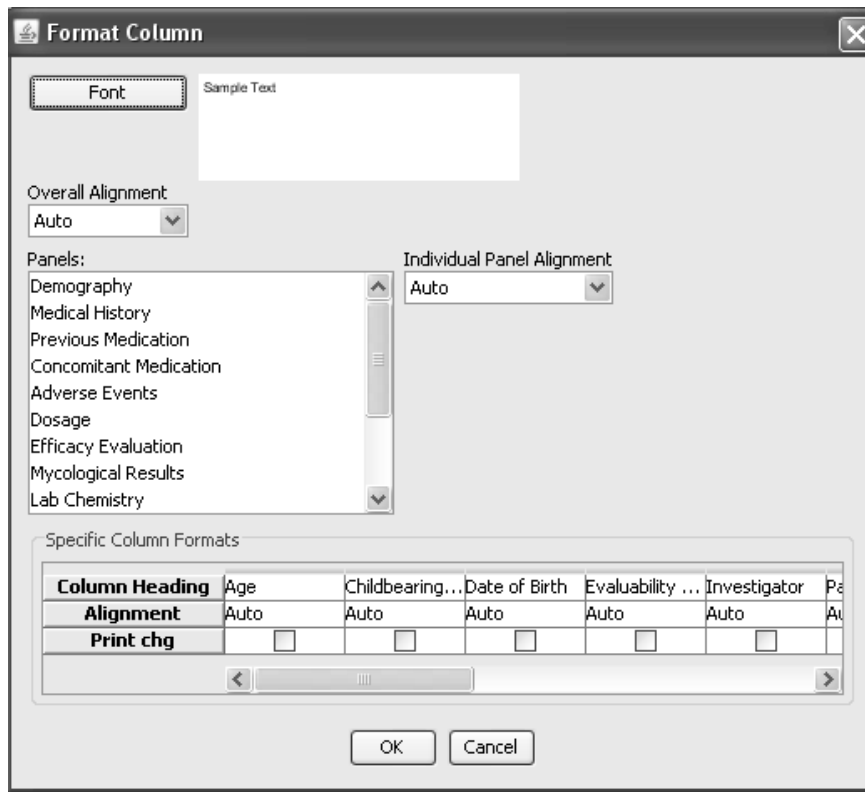 Format Column
Font
Sample Text
Overall Alignment
Auto
Panels:
Individual Panel Alignment
Auto
Demography
Medical History
Previous Medication
Concomitant Medication
Adverse Events
Dosage
Efficacy Evaluation
Mycological Results
Lab Chemistry
Specific Column Formats
Column Heading Age Childbearing... Date of Birth Evaluability ... Investigator Pa
Alignment Auto Auto Auto Auto Auto Au
Print chg
OK Cancel